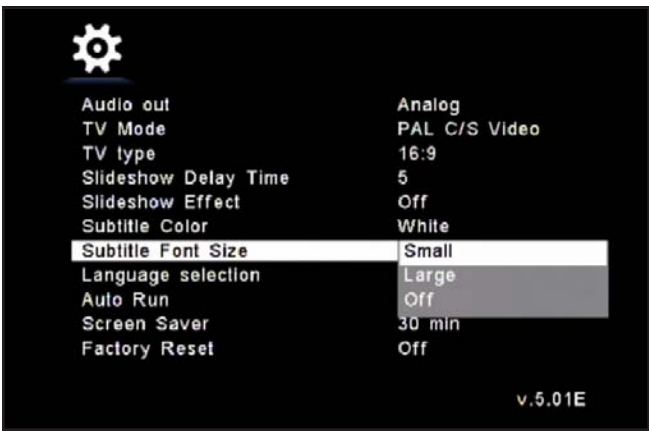 Audio out Analog
TV Mode PAL C/S Video
TV type 16:9
Slideshow Delay Time 5
Slideshow Effect Off
Subtitle Color White
Subtitle Font Size Small
Language selection Large
Auto Run Off
Screen Saver 30 min
Factory Reset Off
v.5.01E